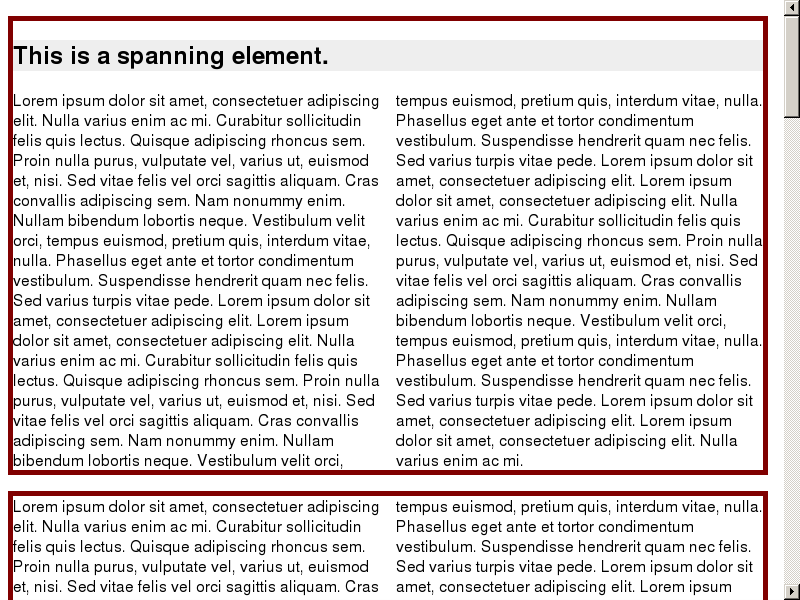 This is a spanning element.
Lorem ipsum dolor sit amet, consectetuer adipiscing
elit. Nulla varius enim ac mi. Curabitur sollicitudin
felis quis lectus. Quisque adipiscing rhoncus sem.
Proin nulla purus, vulputate vel, varius ut, euismod
et, nisi. Sed vitae felis vel orci sagittis aliquam. Cras
convallis adipiscing sem. Nam nonummy enim.
Nullam bibendum lobortis neque. Vestibulum velit
orci, tempus euismod, pretium quis, interdum vitae,
nulla. Phasellus eget ante et tortor condimentum
vestibulum. Suspendisse hendrerit quam nec felis.
Sed varius turpis vitae pede. Lorem ipsum dolor sit
amet, consectetuer adipiscing elit. Lorem ipsum
dolor sit amet, consectetuer adipiscing elit. Nulla
varius enim ac mi. Curabitur sollicitudin felis quis
lectus. Quisque adipiscing rhoncus sem. Proin nulla
purus, vulputate vel, varius ut, euismod et, nisi. Sed
vitae felis vel orci sagittis aliquam. Cras convallis
adipiscing sem. Nam nonummy enim. Nullam
bibendum lobortis neque. Vestibulum velit orci,
tempus euismod, pretium quis, interdum vitae, nulla.
Phasellus eget ante et tortor condimentum
vestibulum. Suspendisse hendrerit quam nec felis.
Sed varius turpis vitae pede. Lorem ipsum dolor sit
amet, consectetuer adipiscing elit. Lorem ipsum
dolor sit amet, consectetuer adipiscing elit. Nulla
varius enim ac mi. Curabitur sollicitudin felis quis
lectus. Quisque adipiscing rhoncus sem. Proin nulla
purus, vulputate vel, varius ut, euismod et, nisi. Sed
vitae felis vel orci sagittis aliquam. Cras convallis
adipiscing sem. Nam nonummy enim. Nullam
bibendum lobortis neque. Vestibulum velit orci,
tempus euismod, pretium quis, interdum vitae, nulla.
Phasellus eget ante et tortor condimentum
vestibulum. Suspendisse hendrerit quam nec felis.
Sed varius turpis vitae pede. Lorem ipsum dolor sit
amet, consectetuer adipiscing elit. Lorem ipsum
dolor sit amet, consectetuer adipiscing elit. Nulla
varius enim ac mi.
Lorem ipsum dolor sit amet, consectetuer adipiscing
elit. Nulla varius enim ac mi. Curabitur sollicitudin
felis quis lectus. Quisque adipiscing rhoncus sem.
Proin nulla purus, vulputate vel, varius ut, euismod
et, nisi. Sed vitae felis vel orci sagittis aliquam. Cras
tempus euismod, pretium quis, interdum vitae, nulla.
Phasellus eget ante et tortor condimentum
vestibulum. Suspendisse hendrerit quam nec felis.
Sed varius turpis vitae pede. Lorem ipsum dolor sit
amet, consectetuer adipiscing elit. Lorem ipsum